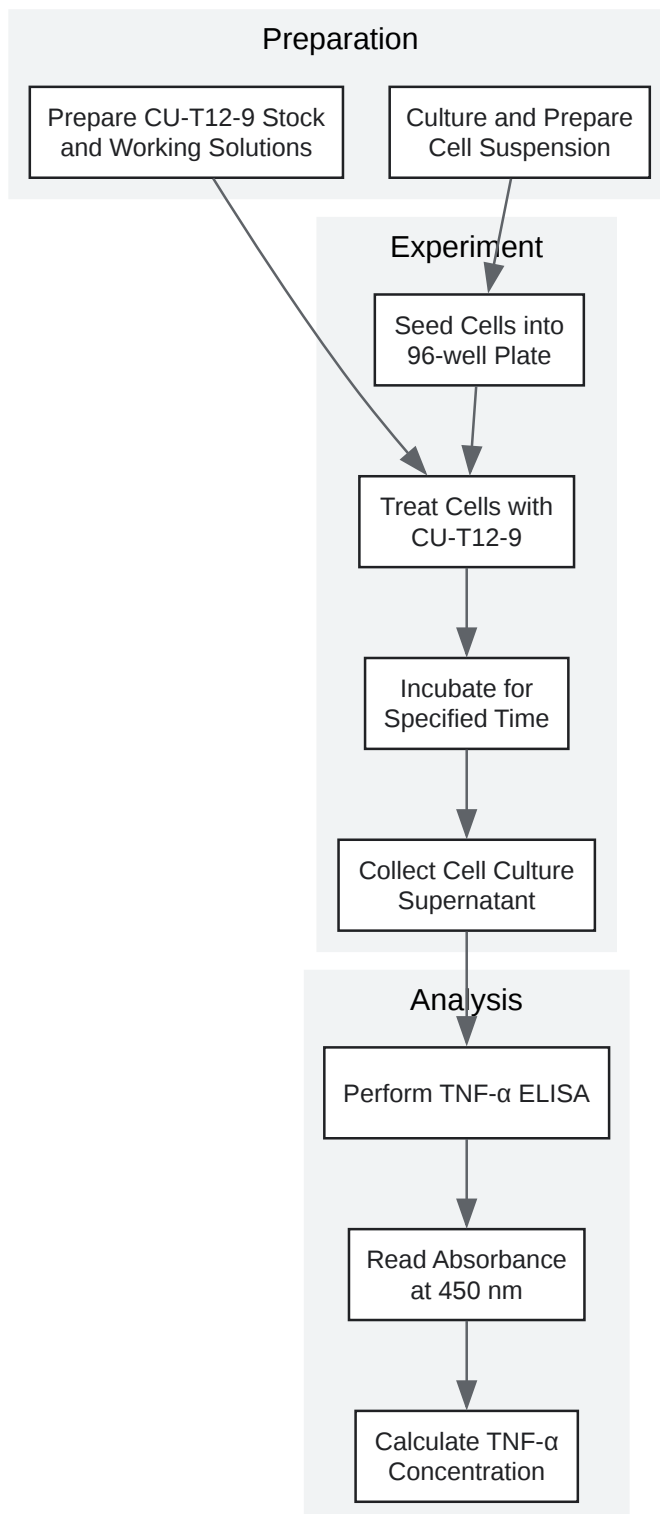 Preparation
Prepare CU-T12-9 Stock
and Working Solutions
Culture and Prepare
Cell Suspension
Experiment
Seed Cells into
96-well Plate
Treat Cells with
CU-T12-9
Incubate for
Specified Time
Collect Cell Culture
Supernatant
Analysis
Perform TNF-α ELISA
Read Absorbance
at 450 nm
Calculate TNF-α
Concentration